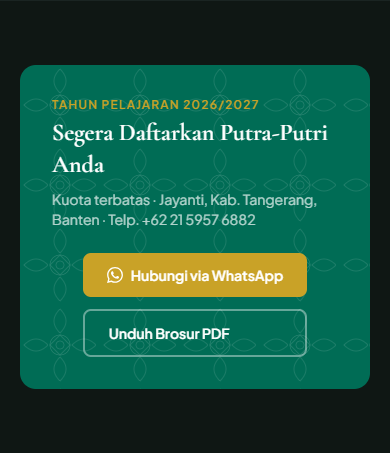 TAHUN PELAJARAN 2026/2027
Segera Daftarkan Putra-Putri
Anda
Kuota terbatas · Jayanti, Kab. Tangerang,
Banten · Telp. +62 21 5957 6882
Hubungi via WhatsApp
Unduh Brosur PDF